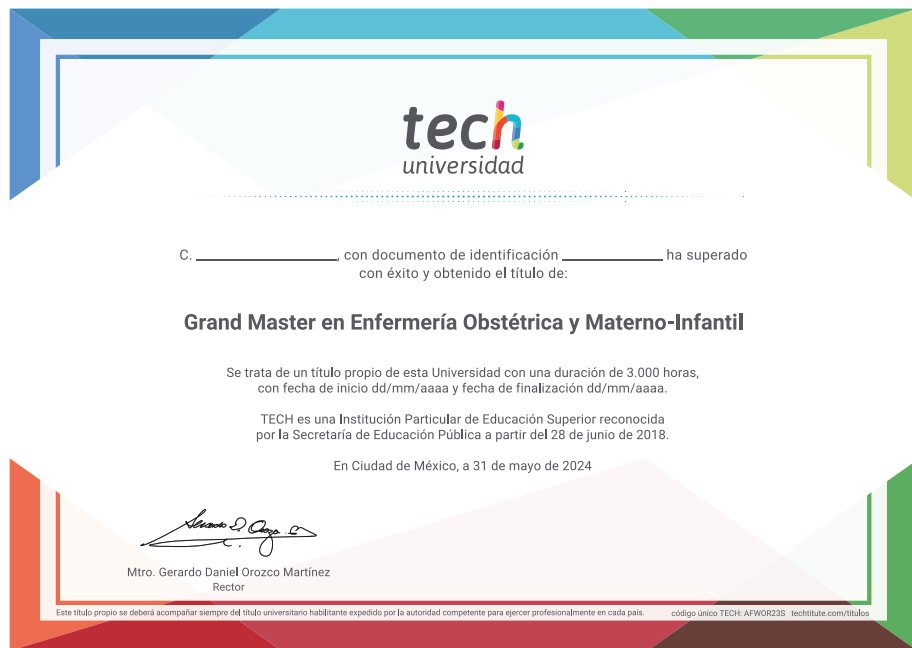 tech
universidad
C. ________________, con documento de identificación ____________ ha superado
con éxito y obtenido el título de:
Grand Master en Enfermería Obstétrica y Materno-Infantil
Se trata de un título propio de esta Universidad con una duración de 3.000 horas,
con fecha de inicio dd/mm/aaaa y fecha de finalización dd/mm/aaaa.
TECH es una Institución Particular de Educación Superior reconocida
por la Secretaría de Educación Pública a partir del 28 de junio de 2018.
En Ciudad de México, a 31 de mayo de 2024
Mtro. Gerardo Daniel Orozco Martínez
Rector
Este título propio se deberá acompañar siempre del título universitario habilitante expedido por la autoridad competente para ejercer profesionalmente en cada país. código único TECH: AFWOR23S techtitute.com/titulos